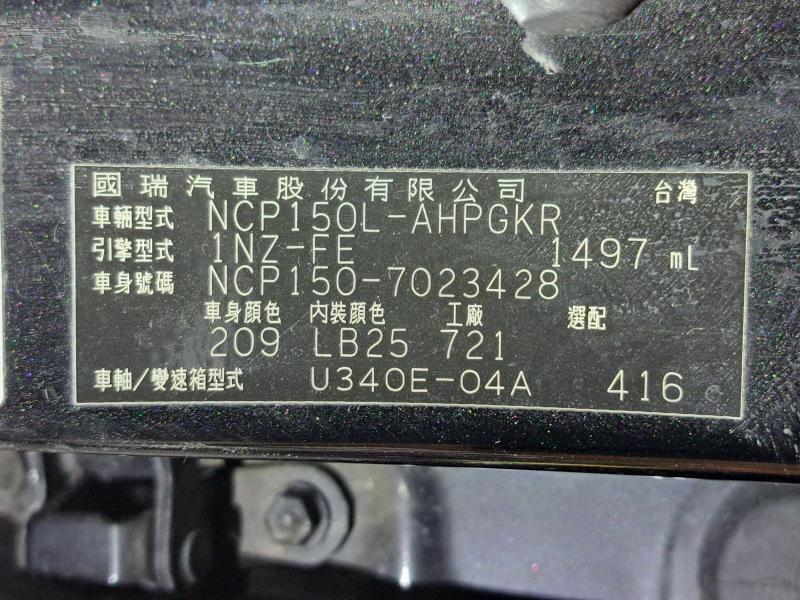 國瑞汽車股份有限公司 台灣
車輛型式 NCP150L-AHPGKR
引擎型式 1NZ-FE 1497 mL
車身號碼 NCP150-7023428
車身顏色 內裝顏色 工廠 選配
209 LB25 721
車軸/變速箱型式 U340E-04A 416